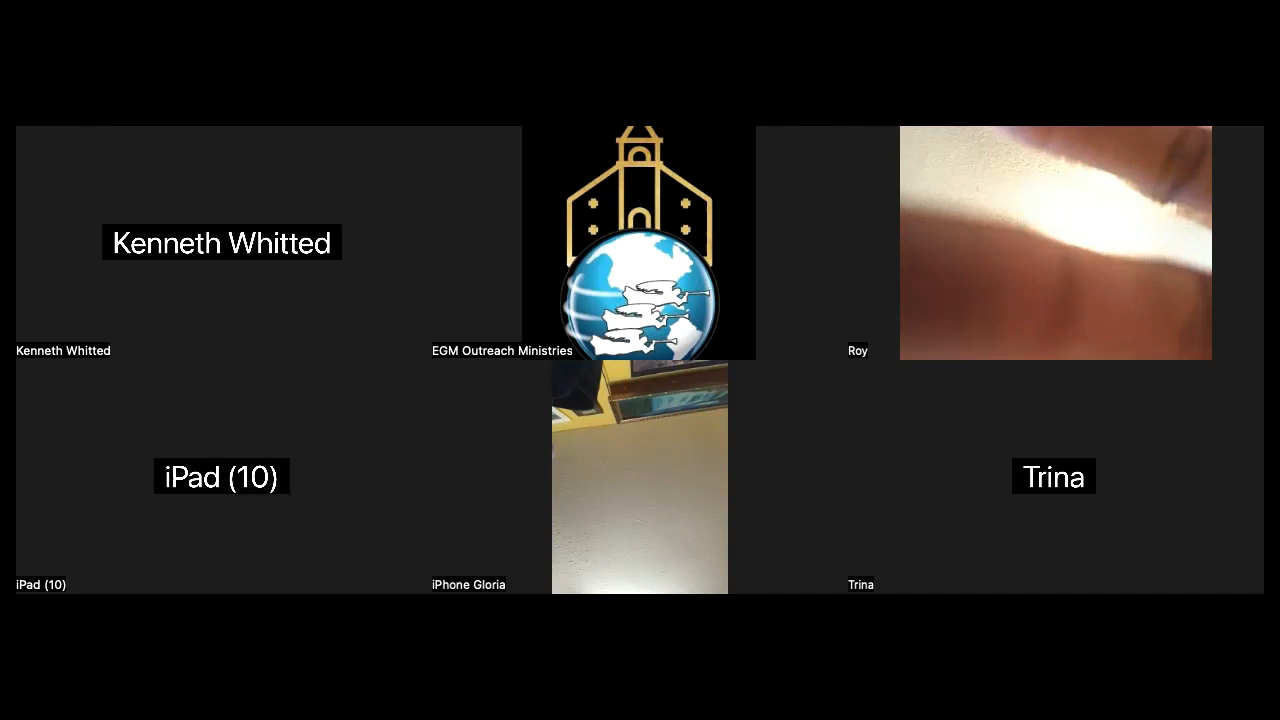 Kenneth Whitted
Kenneth Whitted
EGM Outreach Ministries
Roy
iPad (10)
Trina
iPad (10)
iPhone Gloria
Trina